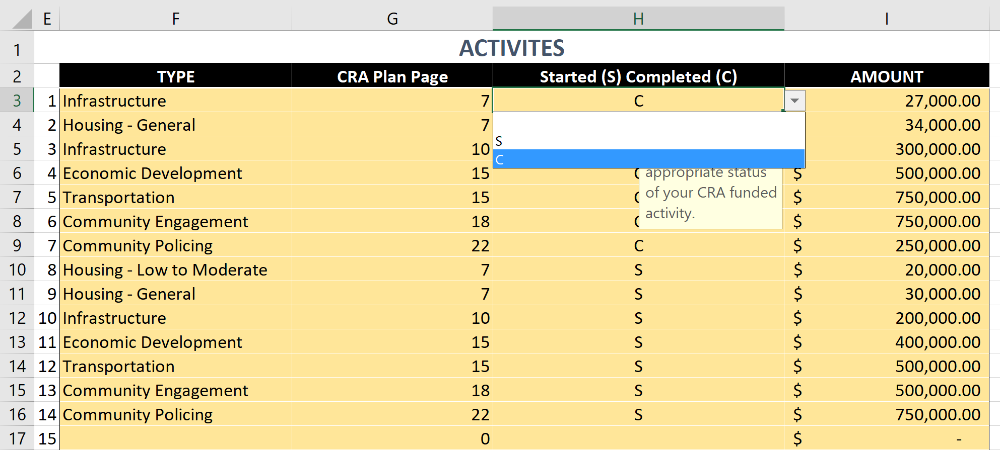 E F G H I
1 ACTIVITES
2 TYPE CRA Plan Page Started (S) Completed (C) AMOUNT
3 1 Infrastructure 7 C 27,000.00
4 2 Housing - General 7 34,000.00
S
5 3 Infrastructure 10 300,000.00
C
6 4 Economic Development 15 appropriate status $ 500,000.00
7 5 Transportation 15 of your CRA funded $ 750,000.00
8 6 Community Engagement 18 activity. $ 750,000.00
9 7 Community Policing 22 C $ 250,000.00
10 8 Housing - Low to Moderate 7 S $ 20,000.00
11 9 Housing - General 7 S $ 30,000.00
12 10 Infrastructure 10 S $ 200,000.00
13 11 Economic Development 15 S $ 400,000.00
14 12 Transportation 15 S $ 500,000.00
15 13 Community Engagement 18 S $ 500,000.00
16 14 Community Policing 22 S $ 750,000.00
17 15 0 $ -